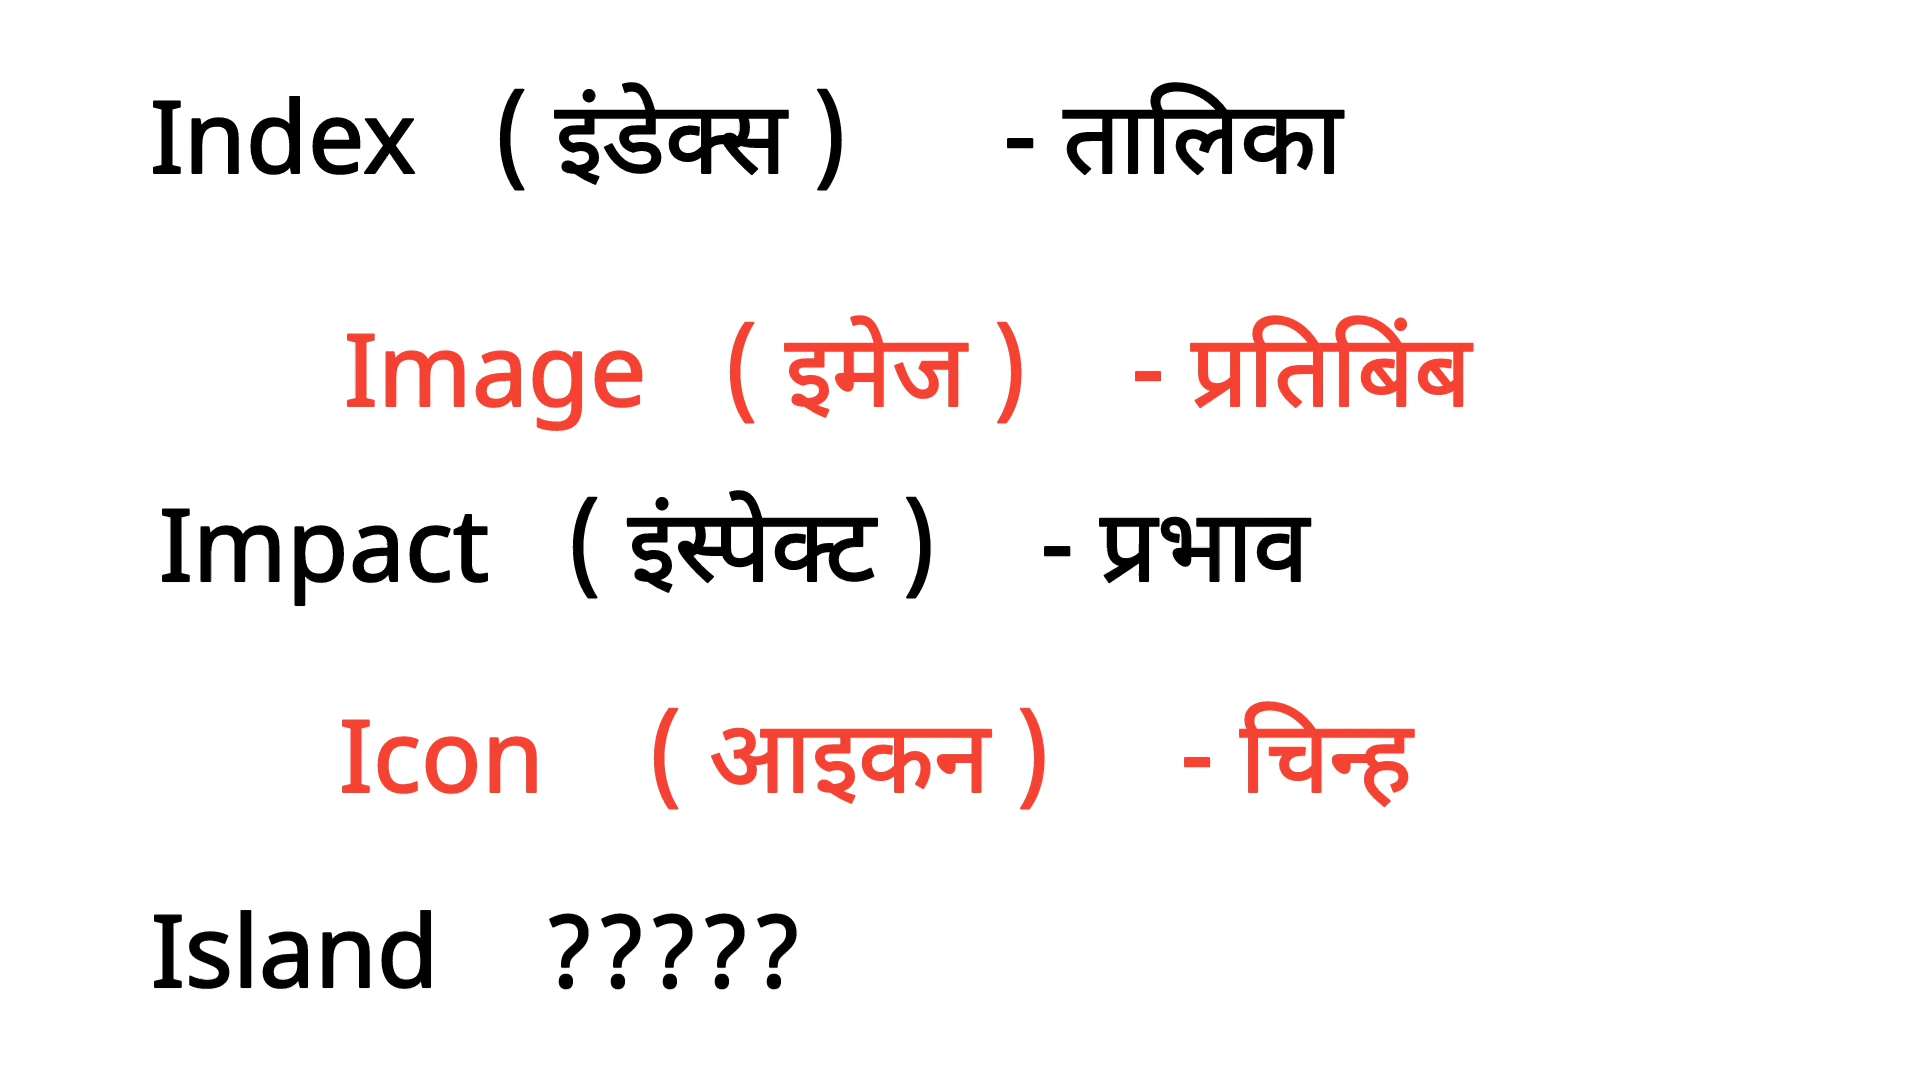 Index ( इंडेक्स ) - तालिका
Image ( इमेज ) - प्रतिबिंब
Impact ( इंस्पेक्ट ) - प्रभाव
Icon ( आइकन ) - चिन्ह
Island ?????